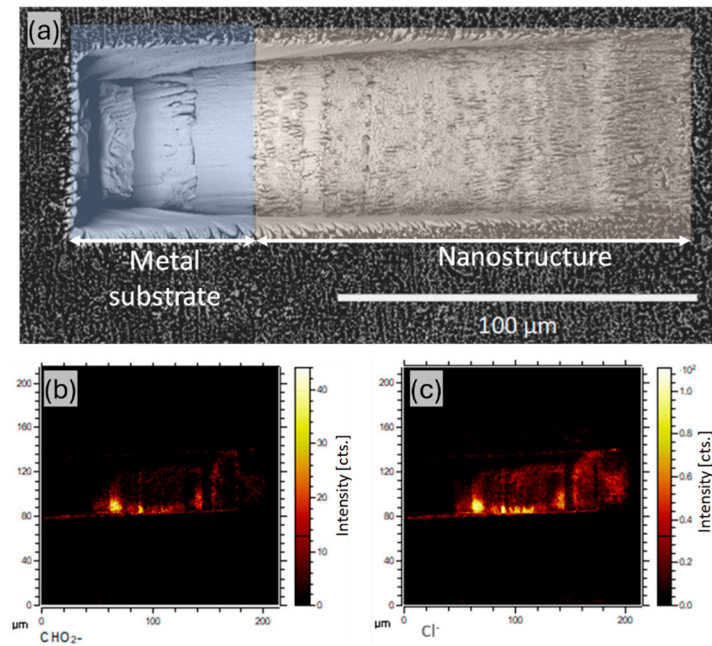 (a)
Metal
substrate
Nanostructure
100 µm
(b)
200
160
120
80
40
0
µm
0
100
200
CHO2-
40
30
20
10
0
Intensity [cts.]
(c)
200
160
120
80
40
0
µm
0
100
200
Cl-
·10²
1.0
0.8
0.6
0.4
0.2
0.0
Intensity [cts.]